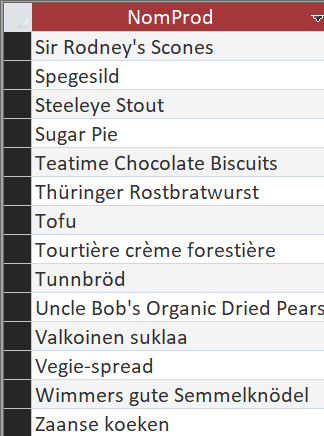 NomProd
Sir Rodney's Scones
Spegesild
Steeleye Stout
Sugar Pie
Teatime Chocolate Biscuits
Thüringer Rostbratwurst
Tofu
Tourtière crème forestière
Tunnbröd
Uncle Bob's Organic Dried Pears
Valkoinen suklaa
Vegie-spread
Wimmers gute Semmelknödel
Zaanse koeken